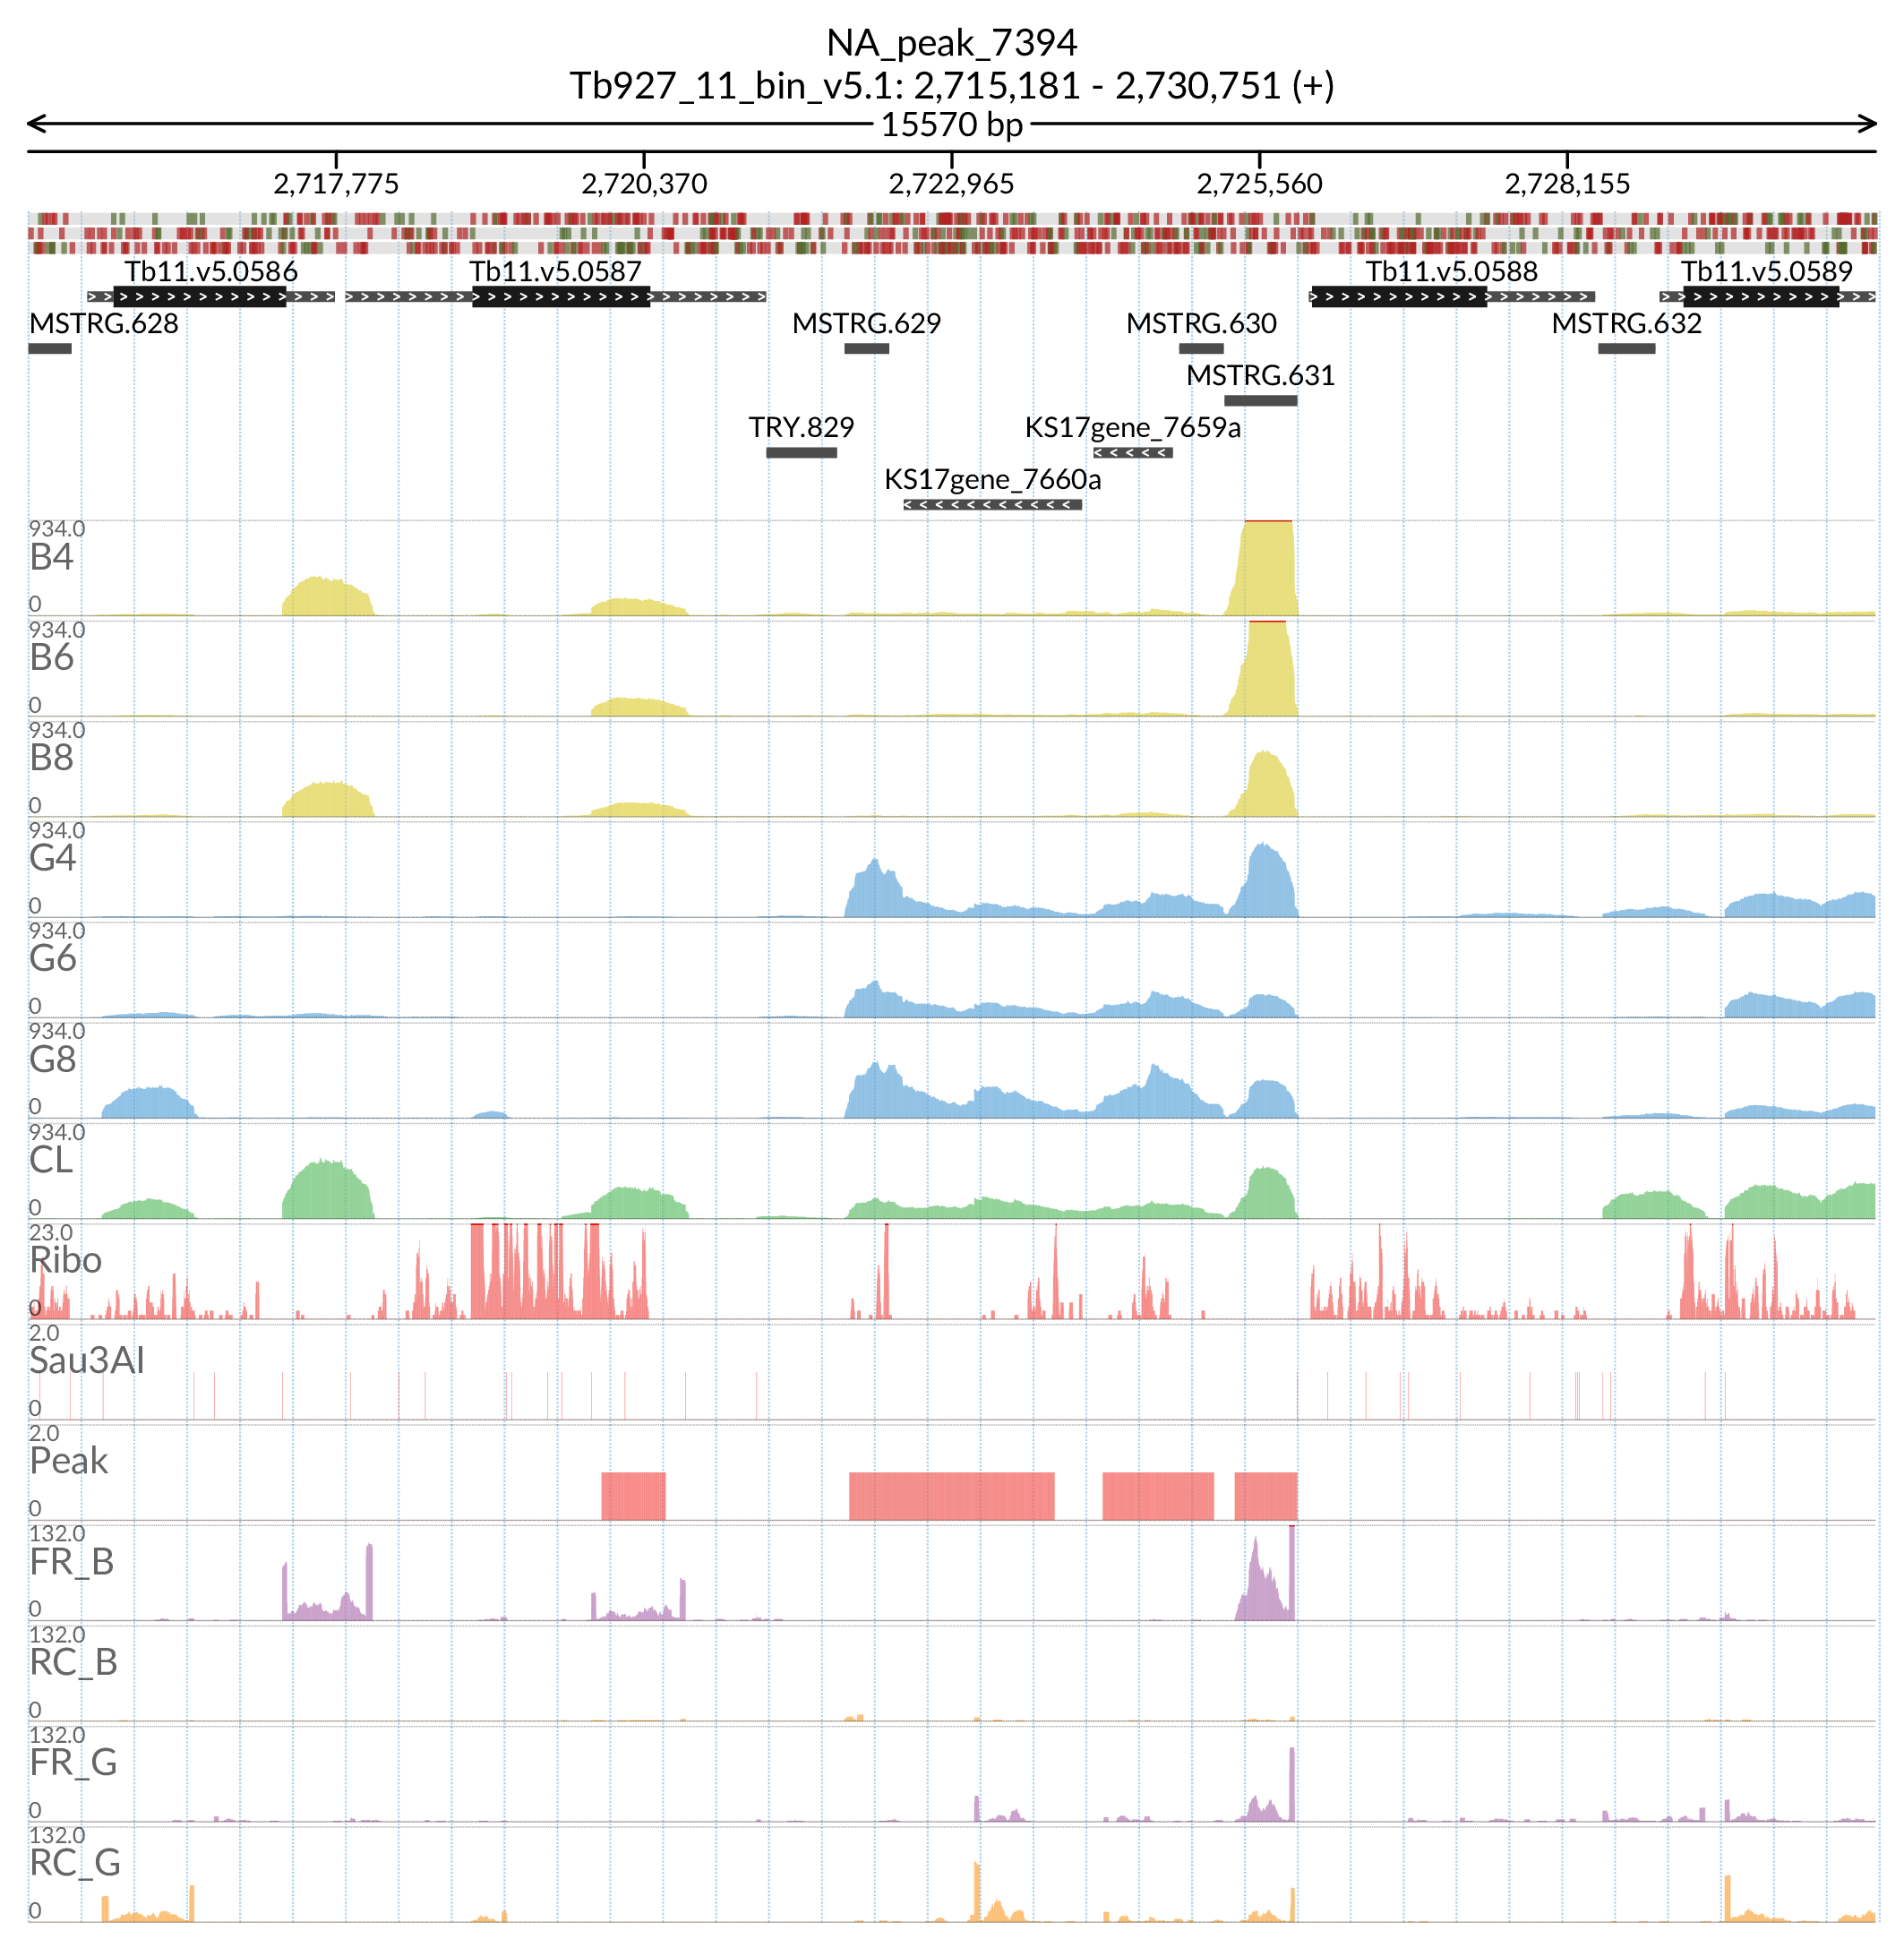 NA_peak_7394
Tb927_11_bin_v5.1: 2,715,181 - 2,730,751 (+)
15570 bp
2,717,775 2,720,370 2,722,965 2,725,560 2,728,155
Tb11.v5.0586 Tb11.v5.0587 Tb11.v5.0588 Tb11.v5.0589
MSTRG.628 MSTRG.629 MSTRG.630 MSTRG.632
MSTRG.631
TRY.829 KS17gene_7659a
KS17gene_7660a
934.0
B4
0
934.0
B6
0
934.0
B8
0
934.0
G4
0
934.0
G6
0
934.0
G8
0
934.0
CL
0
23.0
Ribo
0
2.0
Sau3AI
0
2.0
Peak
0
132.0
FR_B
0
132.0
RC_B
0
132.0
FR_G
0
132.0
RC_G
0